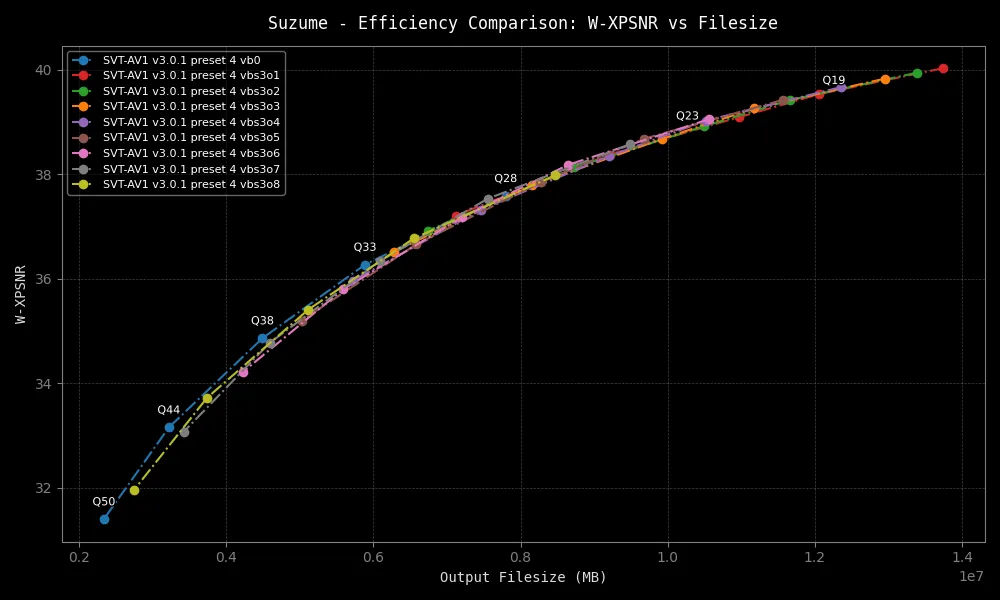 Suzume - Efficiency Comparison: W-XPSNR vs Filesize
SVT-AV1 v3.0.1 preset 4 vb0
SVT-AV1 v3.0.1 preset 4 vbs3o1
SVT-AV1 v3.0.1 preset 4 vbs3o2
SVT-AV1 v3.0.1 preset 4 vbs3o3
SVT-AV1 v3.0.1 preset 4 vbs3o4
SVT-AV1 v3.0.1 preset 4 vbs3o5
SVT-AV1 v3.0.1 preset 4 vbs3o6
SVT-AV1 v3.0.1 preset 4 vbs3o7
SVT-AV1 v3.0.1 preset 4 vbs3o8
W-XPSNR
40
38
36
34
32
Q19
Q23
Q28
Q33
Q38
Q44
Q50
0.2 0.4 0.6 0.8 1.0 1.2 1.4
1e7
Output Filesize (MB)